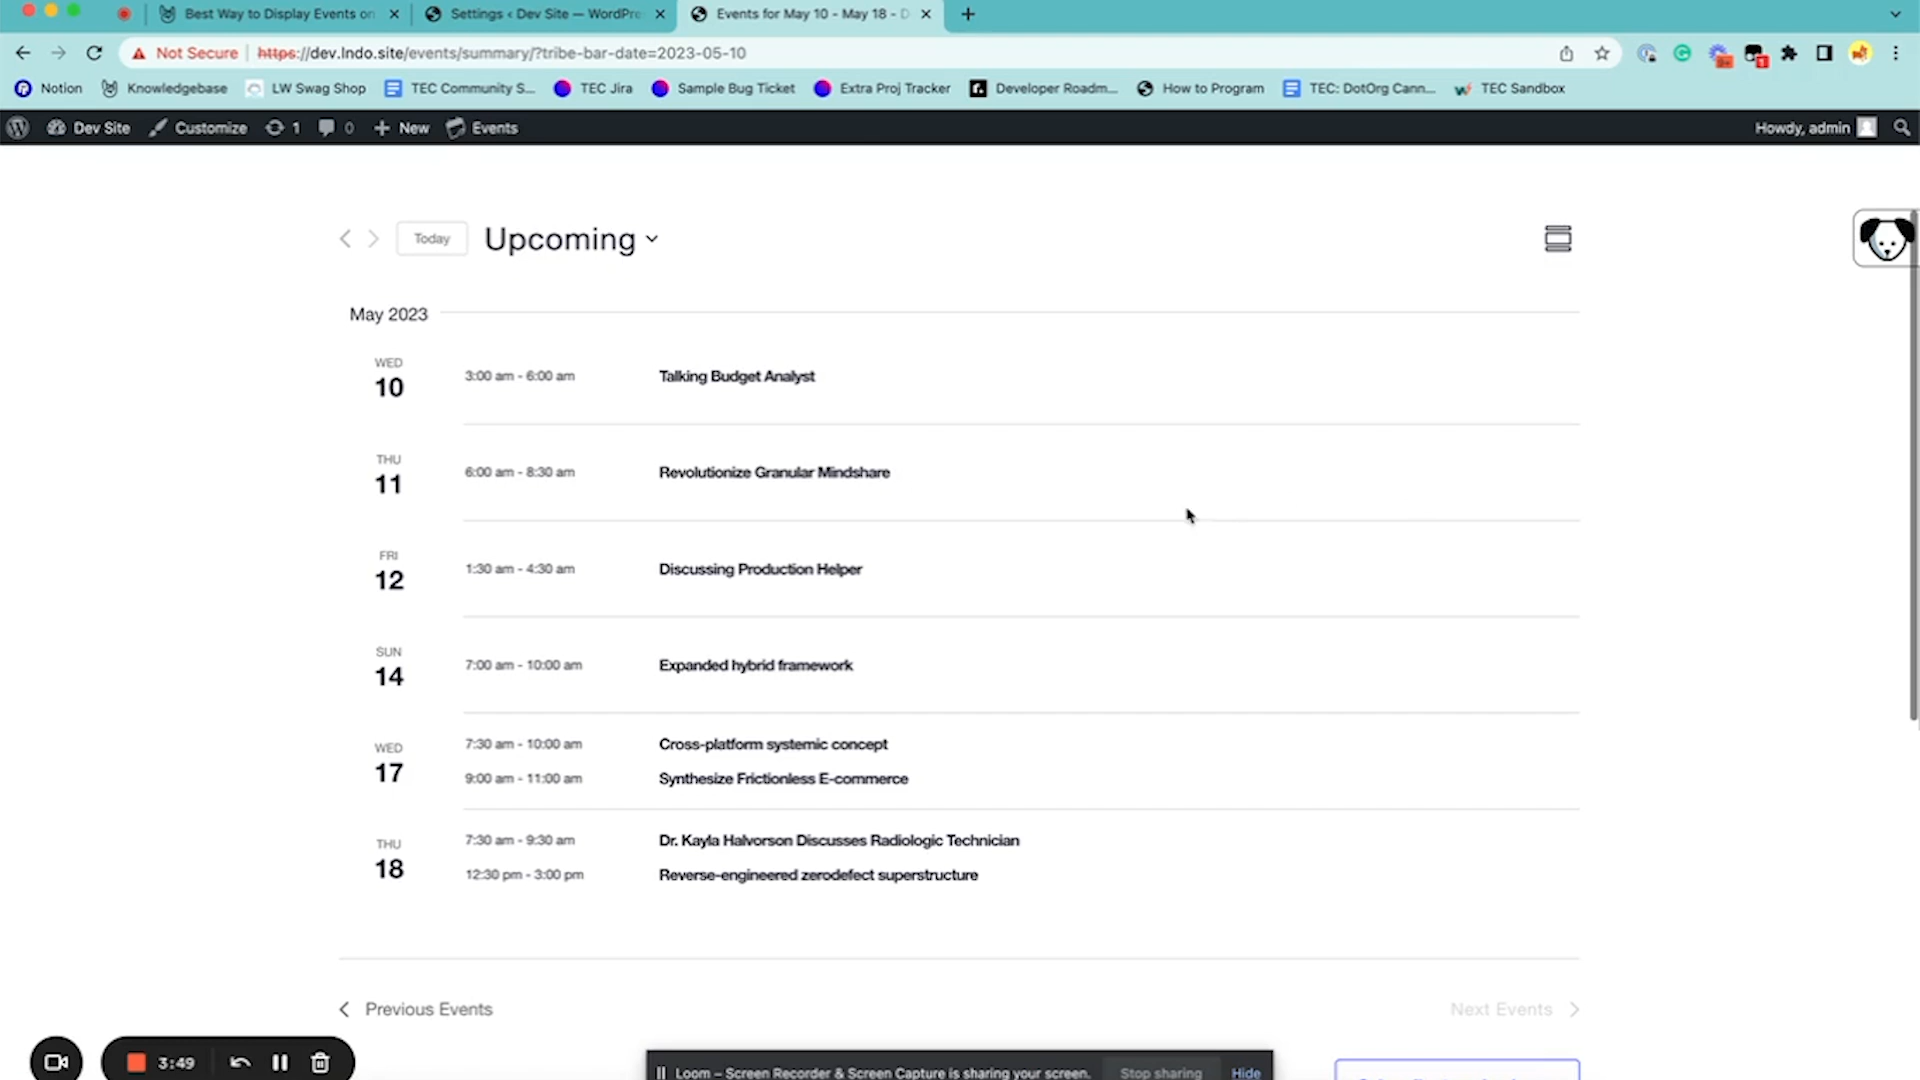 Best Way to Display Events on
Settings ‹ Dev Site — WordPre
Events for May 10 - May 18 - D
Not Secure
https://dev.lndo.site/events/summary/?tribe-bar-date=2023-05-10
Notion
Knowledgebase
LW Swag Shop
TEC Community S...
TEC Jira
Sample Bug Ticket
Extra Proj Tracker
Developer Roadm...
How to Program
TEC: DotOrg Cann...
TEC Sandbox
Dev Site
Customize
1
0
New
Events
Howdy, admin
Today
Upcoming
May 2023
WED
10
3:00 am - 6:00 am
Talking Budget Analyst
THU
11
6:00 am - 8:30 am
Revolutionize Granular Mindshare
FRI
12
1:30 am - 4:30 am
Discussing Production Helper
SUN
14
7:00 am - 10:00 am
Expanded hybrid framework
WED
17
7:30 am - 10:00 am
Cross-platform systemic concept
9:00 am - 11:00 am
Synthesize Frictionless E-commerce
THU
18
7:30 am - 9:30 am
Dr. Kayla Halvorson Discusses Radiologic Technician
12:30 pm - 3:00 pm
Reverse-engineered zerodefect superstructure
Previous Events
Next Events
3:49
Loom – Screen Recorder & Screen Capture is sharing your screen.
Stop sharing
Hide